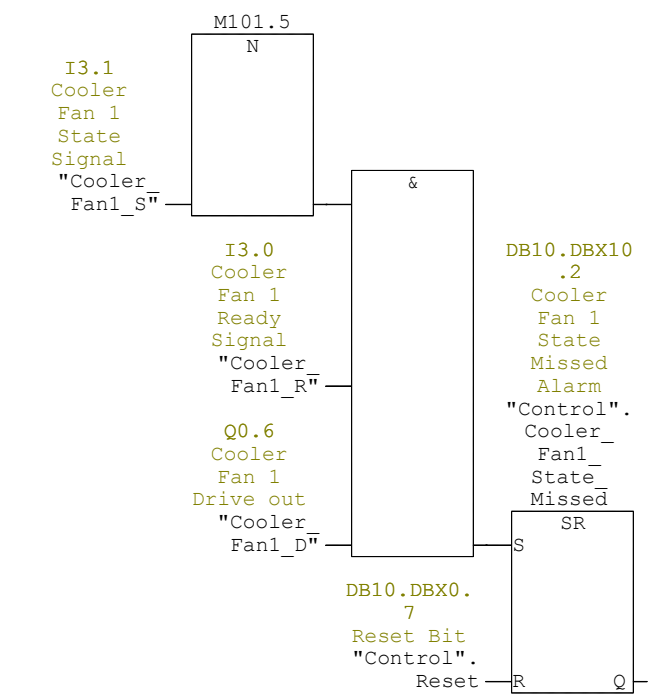 M101.5
N
I3.1
Cooler
Fan 1
State
Signal
"Cooler_
Fan1_S"
&
I3.0
Cooler
Fan 1
Ready
Signal
"Cooler_
Fan1_R"
Q0.6
Cooler
Fan 1
Drive out
"Cooler_
Fan1_D"
DB10.DBX10
.2
Cooler
Fan 1
State
Missed
Alarm
"Control".
Cooler_
Fan1_
State_
Missed
SR
S
DB10.DBX0.
7
Reset Bit
"Control".
Reset
R
Q